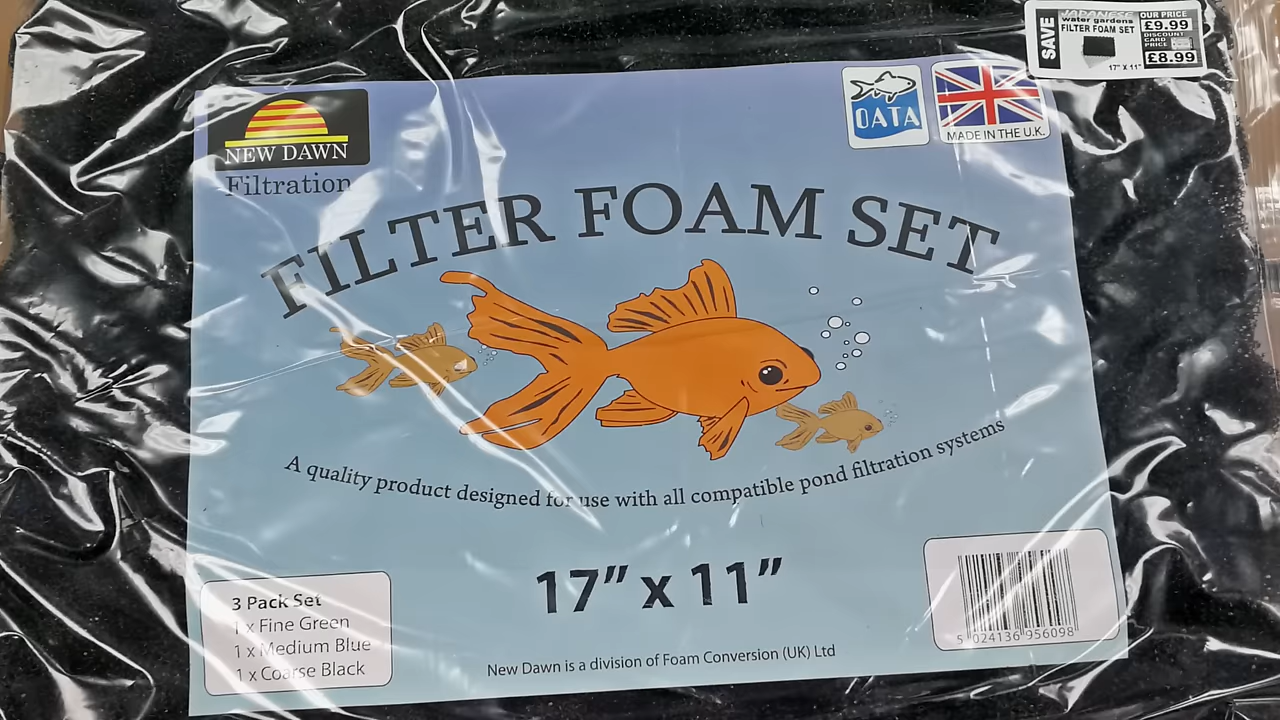 SAVE
JAPANESE
water gardens
FILTER FOAM SET
17" X 11"
OUR PRICE
£9.99
DISCOUNT
CARD
PRICE
£8.99
NEW DAWN
Filtration
OATA
MADE IN THE U.K.
FILTER FOAM SET
A quality product designed for use with all compatible pond filtration systems
17” x 11”
3 Pack Set
1 x Fine Green
1 x Medium Blue
1 x Coarse Black
New Dawn is a division of Foam Conversion (UK) Ltd
5 024136 956098